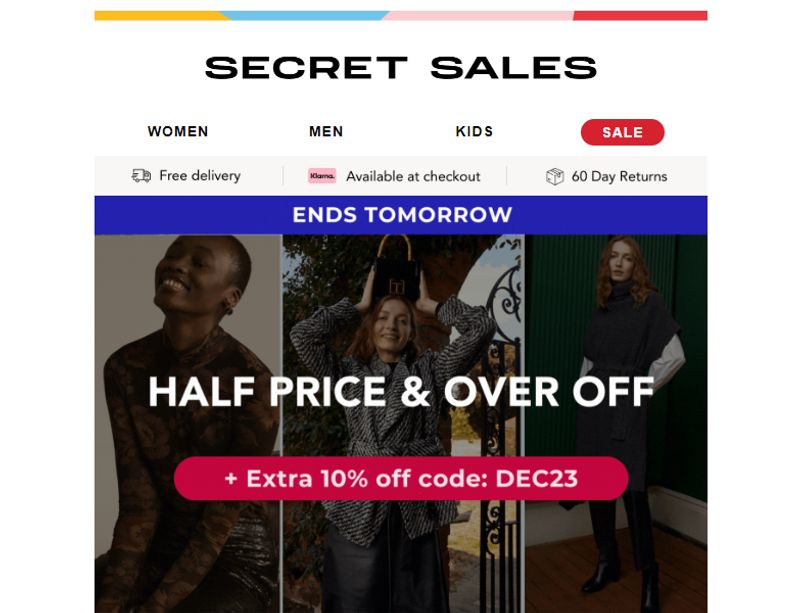 SECRET SALES
WOMEN MEN KIDS SALE
Free delivery Klarna. Available at checkout 60 Day Returns
ENDS TOMORROW
HALF PRICE & OVER OFF
+ Extra 10% off code: DEC23